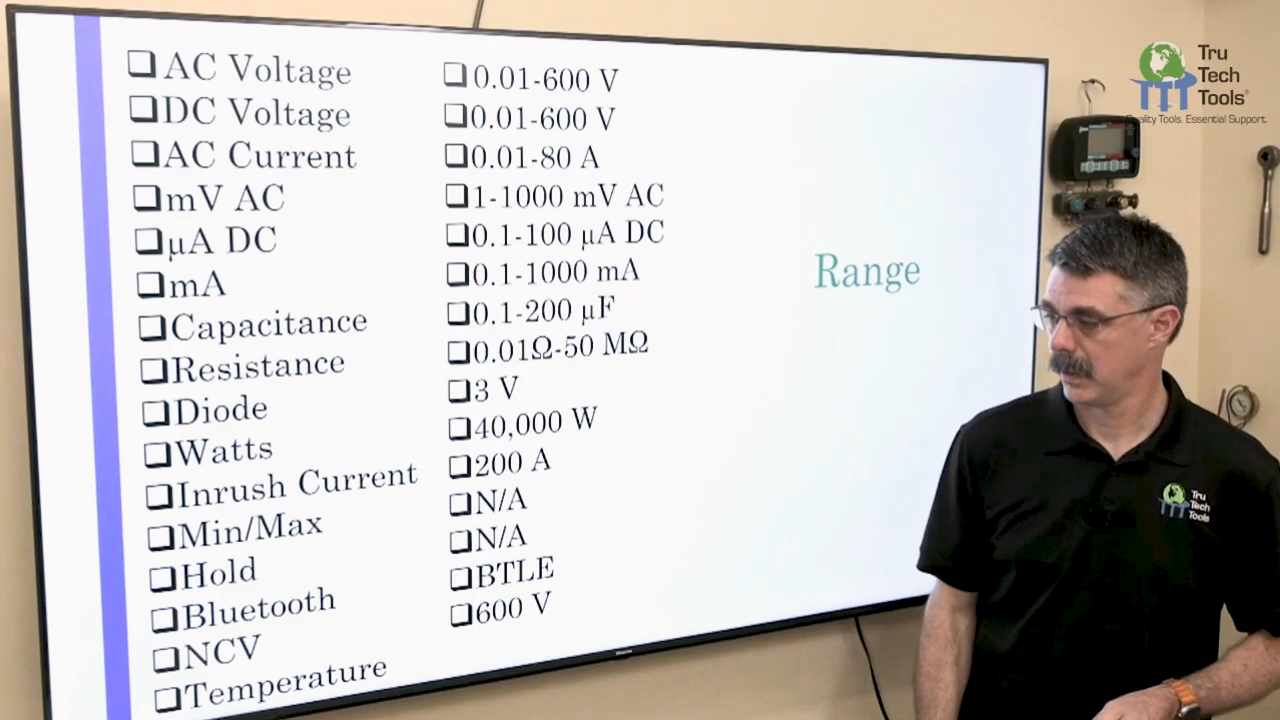 AC Voltage
DC Voltage
AC Current
mV AC
µA DC
mA
Capacitance
Resistance
Diode
Watts
Inrush Current
Min/Max
Hold
Bluetooth
NCV
Temperature
0.01-600 V
0.01-600 V
0.01-80 A
1-1000 mV AC
0.1-100 µA DC
0.1-1000 mA
0.1-200 µF
0.01Ω-50 MΩ
3 V
40,000 W
200 A
N/A
N/A
BTLE
600 V
Range
Tru
Tech
Tools®
Quality Tools. Essential Support.
Tru
Tech
Tools